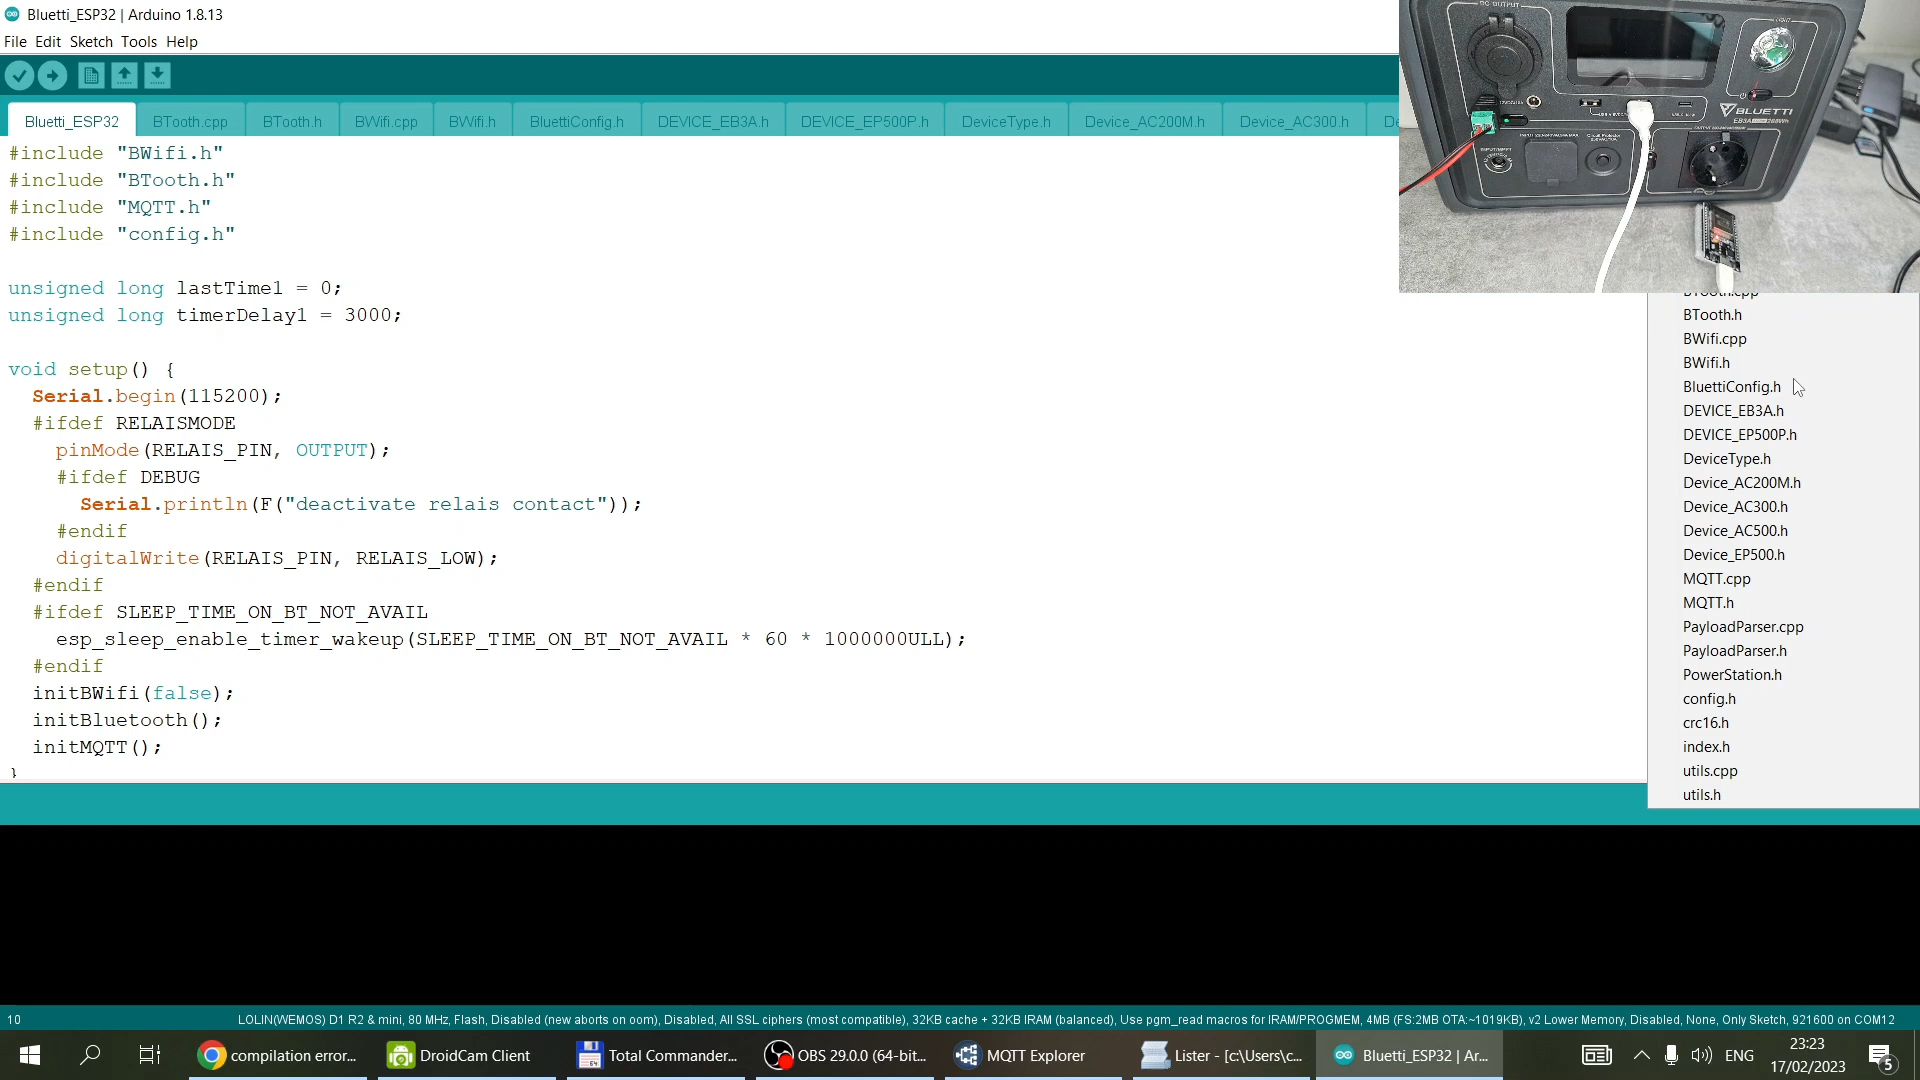 Bluetti_ESP32 | Arduino 1.8.13
File Edit Sketch Tools Help
Bluetti_ESP32 BTooth.cpp BTooth.h BWifi.cpp BWifi.h BluettiConfig.h DEVICE_EB3A.h DEVICE_EP500P.h DeviceType.h Device_AC200M.h Device_AC300.h
#include "BWifi.h"
#include "BTooth.h"
#include "MQTT.h"
#include "config.h"
unsigned long lastTime1 = 0;
unsigned long timerDelay1 = 3000;
void setup() {
Serial.begin(115200);
#ifdef RELAISMODE
pinMode(RELAIS_PIN, OUTPUT);
#ifdef DEBUG
Serial.println(F("deactivate relais contact"));
#endif
digitalWrite(RELAIS_PIN, RELAIS_LOW);
#endif
#ifdef SLEEP_TIME_ON_BT_NOT_AVAIL
esp_sleep_enable_timer_wakeup(SLEEP_TIME_ON_BT_NOT_AVAIL * 60 * 1000000ULL);
#endif
initBWifi(false);
initBluetooth();
initMQTT();
}
DC OUTPUT
LIGHT
BLUETTI
EB3A
BTooth.cpp
BTooth.h
BWifi.cpp
BWifi.h
BluettiConfig.h
DEVICE_EB3A.h
DEVICE_EP500P.h
DeviceType.h
Device_AC200M.h
Device_AC300.h
Device_AC500.h
Device_EP500.h
MQTT.cpp
MQTT.h
PayloadParser.cpp
PayloadParser.h
PowerStation.h
config.h
crc16.h
index.h
utils.cpp
utils.h
10 LOLIN(WEMOS) D1 R2 & mini, 80 MHz, Flash, Disabled (new aborts on oom), Disabled, All SSL ciphers (most compatible), 32KB cache + 32KB IRAM (balanced), Use pgm_read macros for IRAM/PROGMEM, 4MB (FS:2MB OTA:~1019KB), v2 Lower Memory, Disabled, None, Only Sketch, 921600 on COM12
compilation error... DroidCam Client Total Commander... OBS 29.0.0 (64-bit... MQTT Explorer Lister - [c:\Users\c... Bluetti_ESP32 | Ar... ENG 23:23
17/02/2023 5